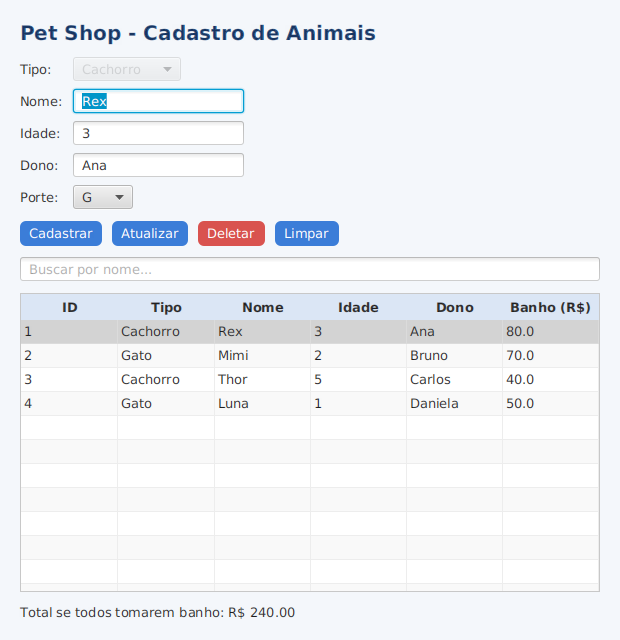 Pet Shop - Cadastro de Animais
Tipo: Cachorro
Nome: Rex
Idade: 3
Dono: Ana
Porte: G
Cadastrar Atualizar Deletar Limpar
Buscar por nome...
ID Tipo Nome Idade Dono Banho (R$)
1 Cachorro Rex 3 Ana 80.0
2 Gato Mimi 2 Bruno 70.0
3 Cachorro Thor 5 Carlos 40.0
4 Gato Luna 1 Daniela 50.0
Total se todos tomarem banho: R$ 240.00